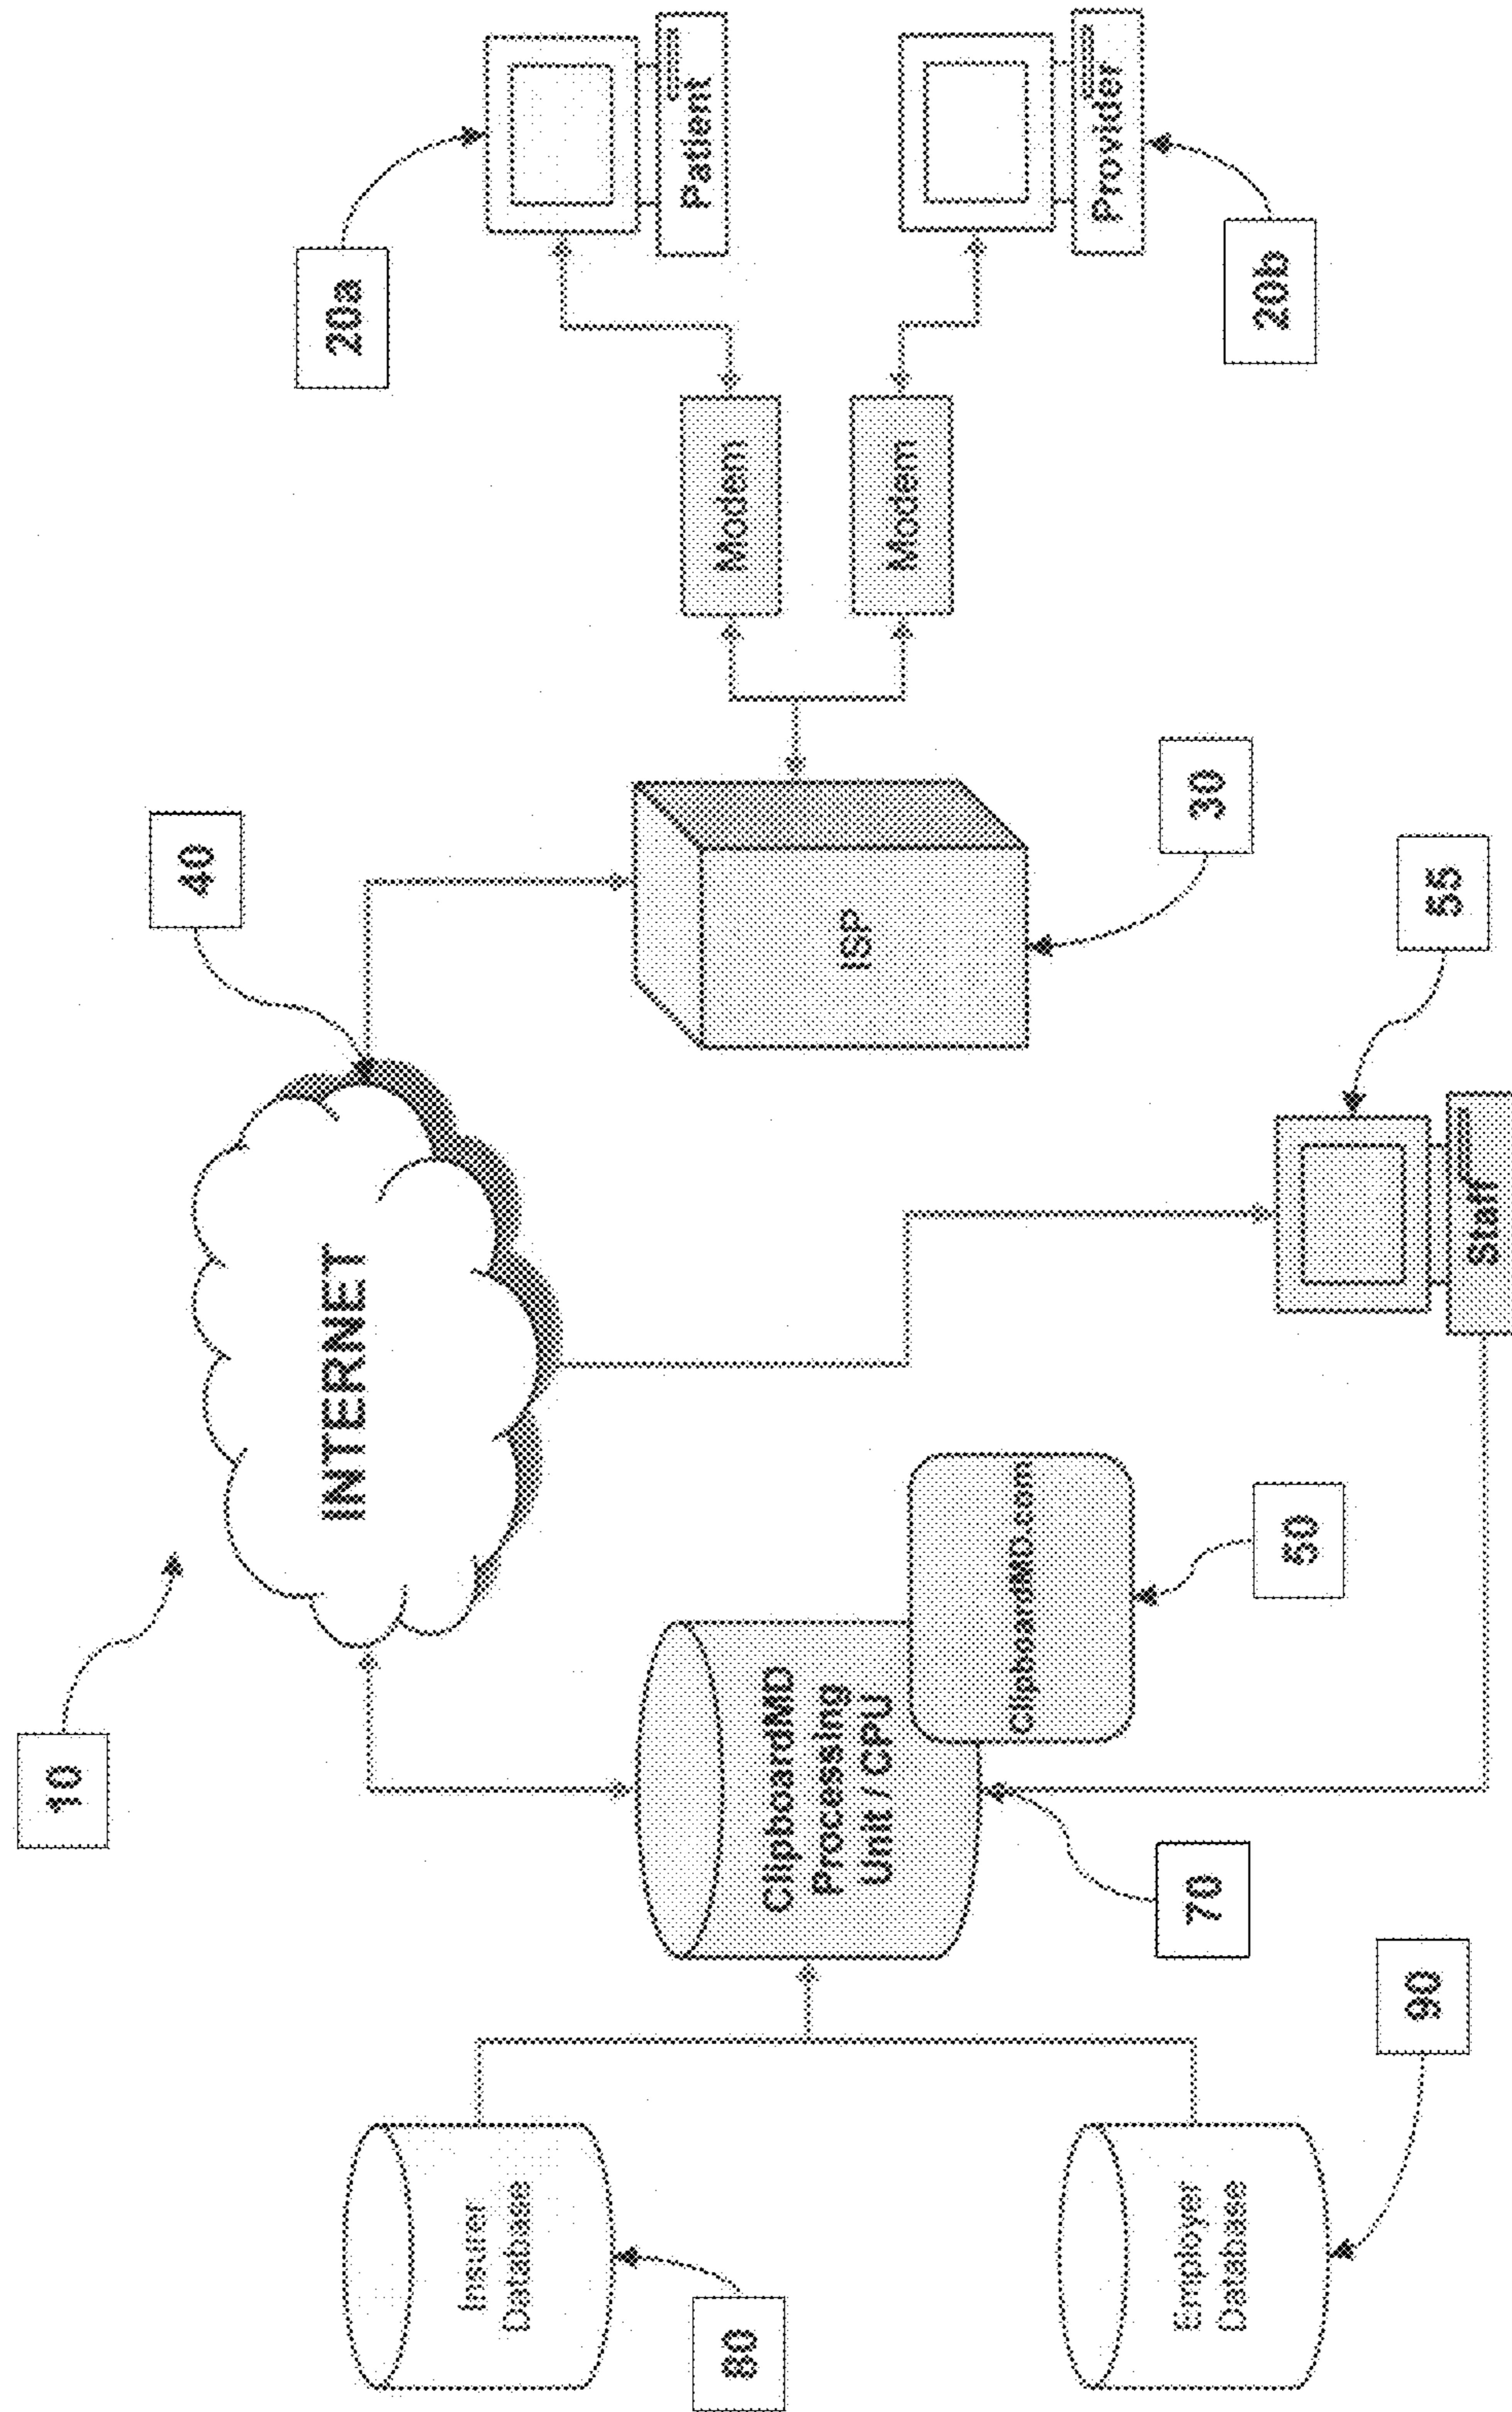 10
40
INTERNET
20a
Patient
Modem
Modem
Provider
20b
ISP
30
55
Staff
ClipboardMD
Processing
Unit / CPU
ClipboardMD.com
50
70
Insurer
Database
80
Employer
Database
90